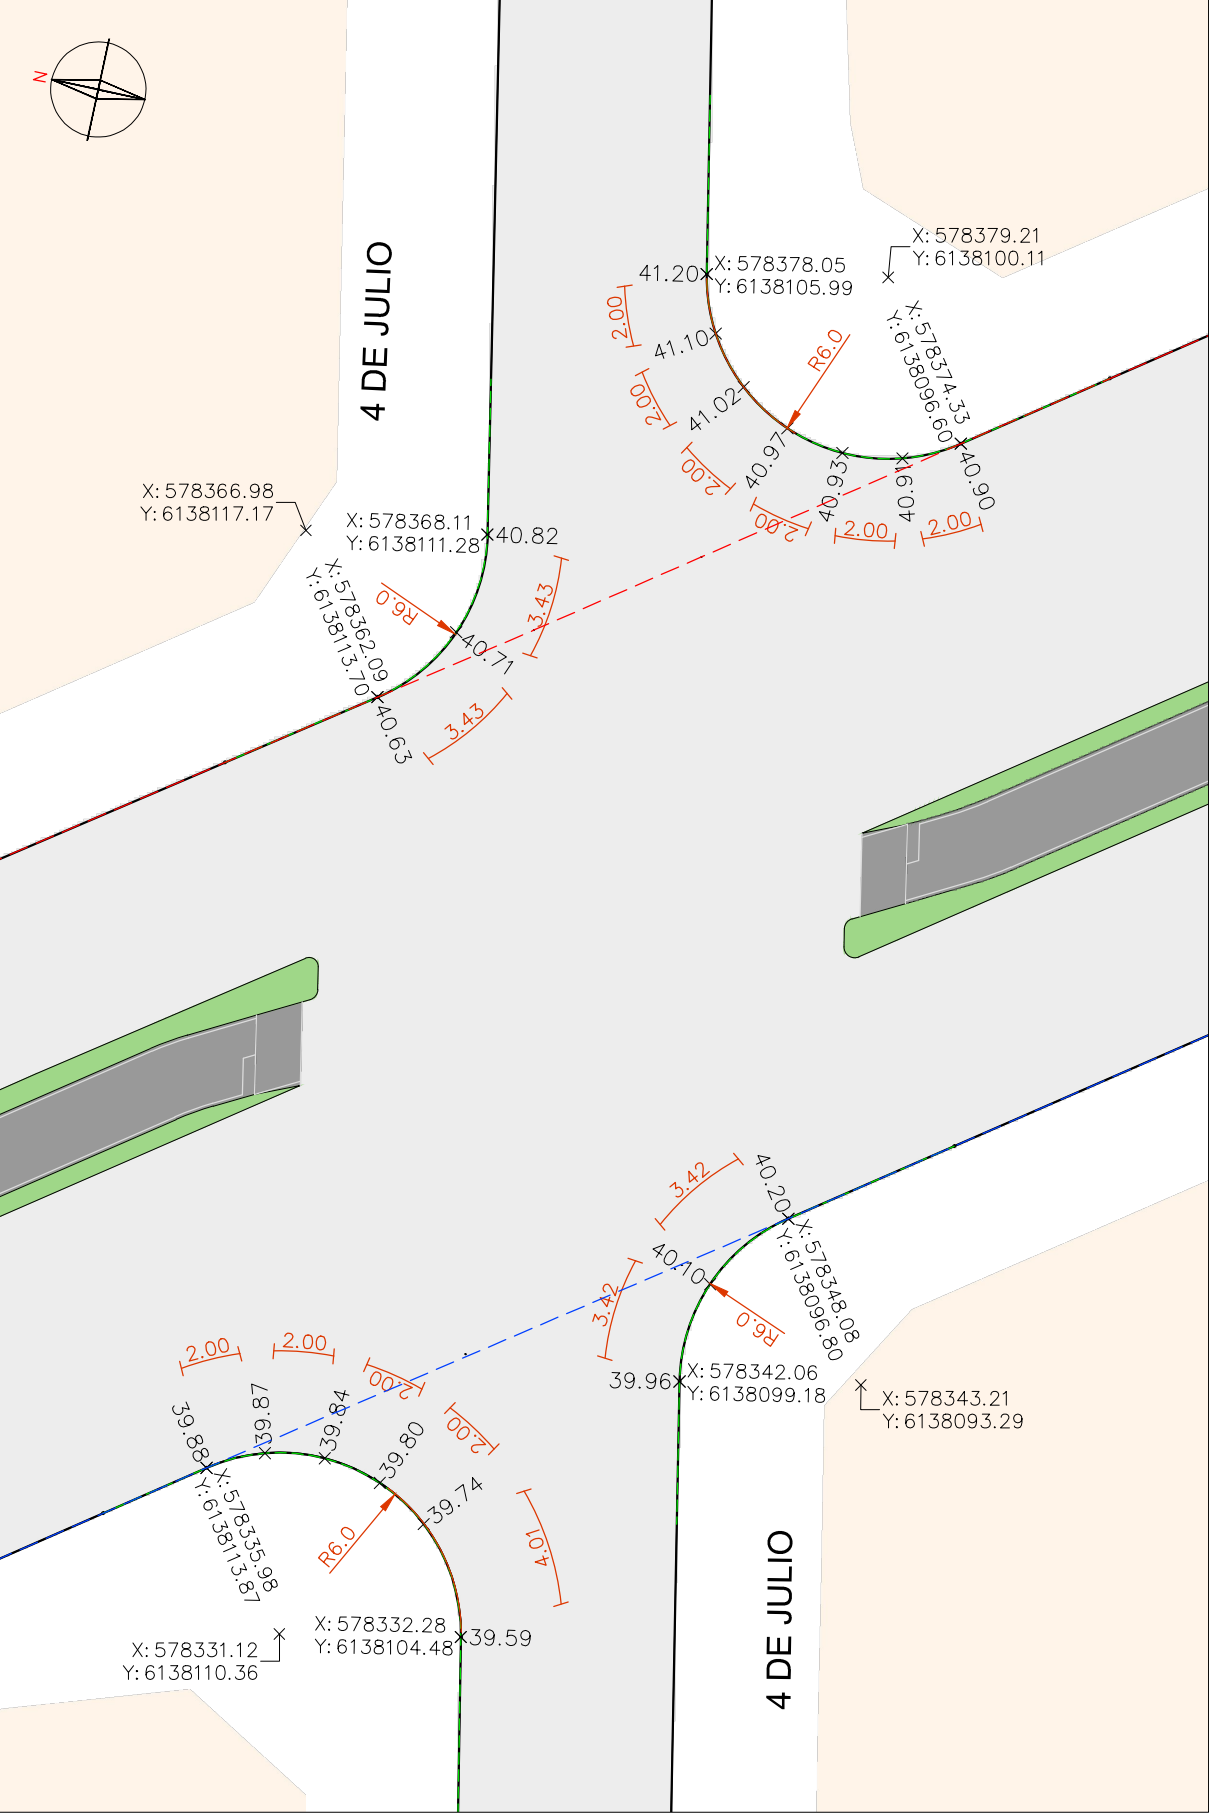 N
4 DE JULIO
X: 578379.21
Y: 6138100.11
41.20
X: 578378.05
Y: 6138105.99
2.00
41.10
R6.0
X: 578374.33
Y: 6138096.60
2.00
41.02
2.00
40.97
40.93
40.91
40.90
2.00
2.00
2.00
X: 578366.98
Y: 6138117.17
X: 578368.11
Y: 6138111.28
40.82
R6.0
3.43
X: 578362.09
Y: 6138113.70
40.71
40.63
3.43
3.42
40.20
40.10
X: 578348.08
Y: 6138096.80
3.42
R6.0
39.96
X: 578342.06
Y: 6138099.18
X: 578343.21
Y: 6138093.29
2.00
2.00
2.00
2.00
39.88
39.87
39.84
39.80
39.74
X: 578335.98
Y: 6138113.87
R6.0
4.01
X: 578332.28
Y: 6138104.48
39.59
X: 578331.12
Y: 6138110.36
4 DE JULIO